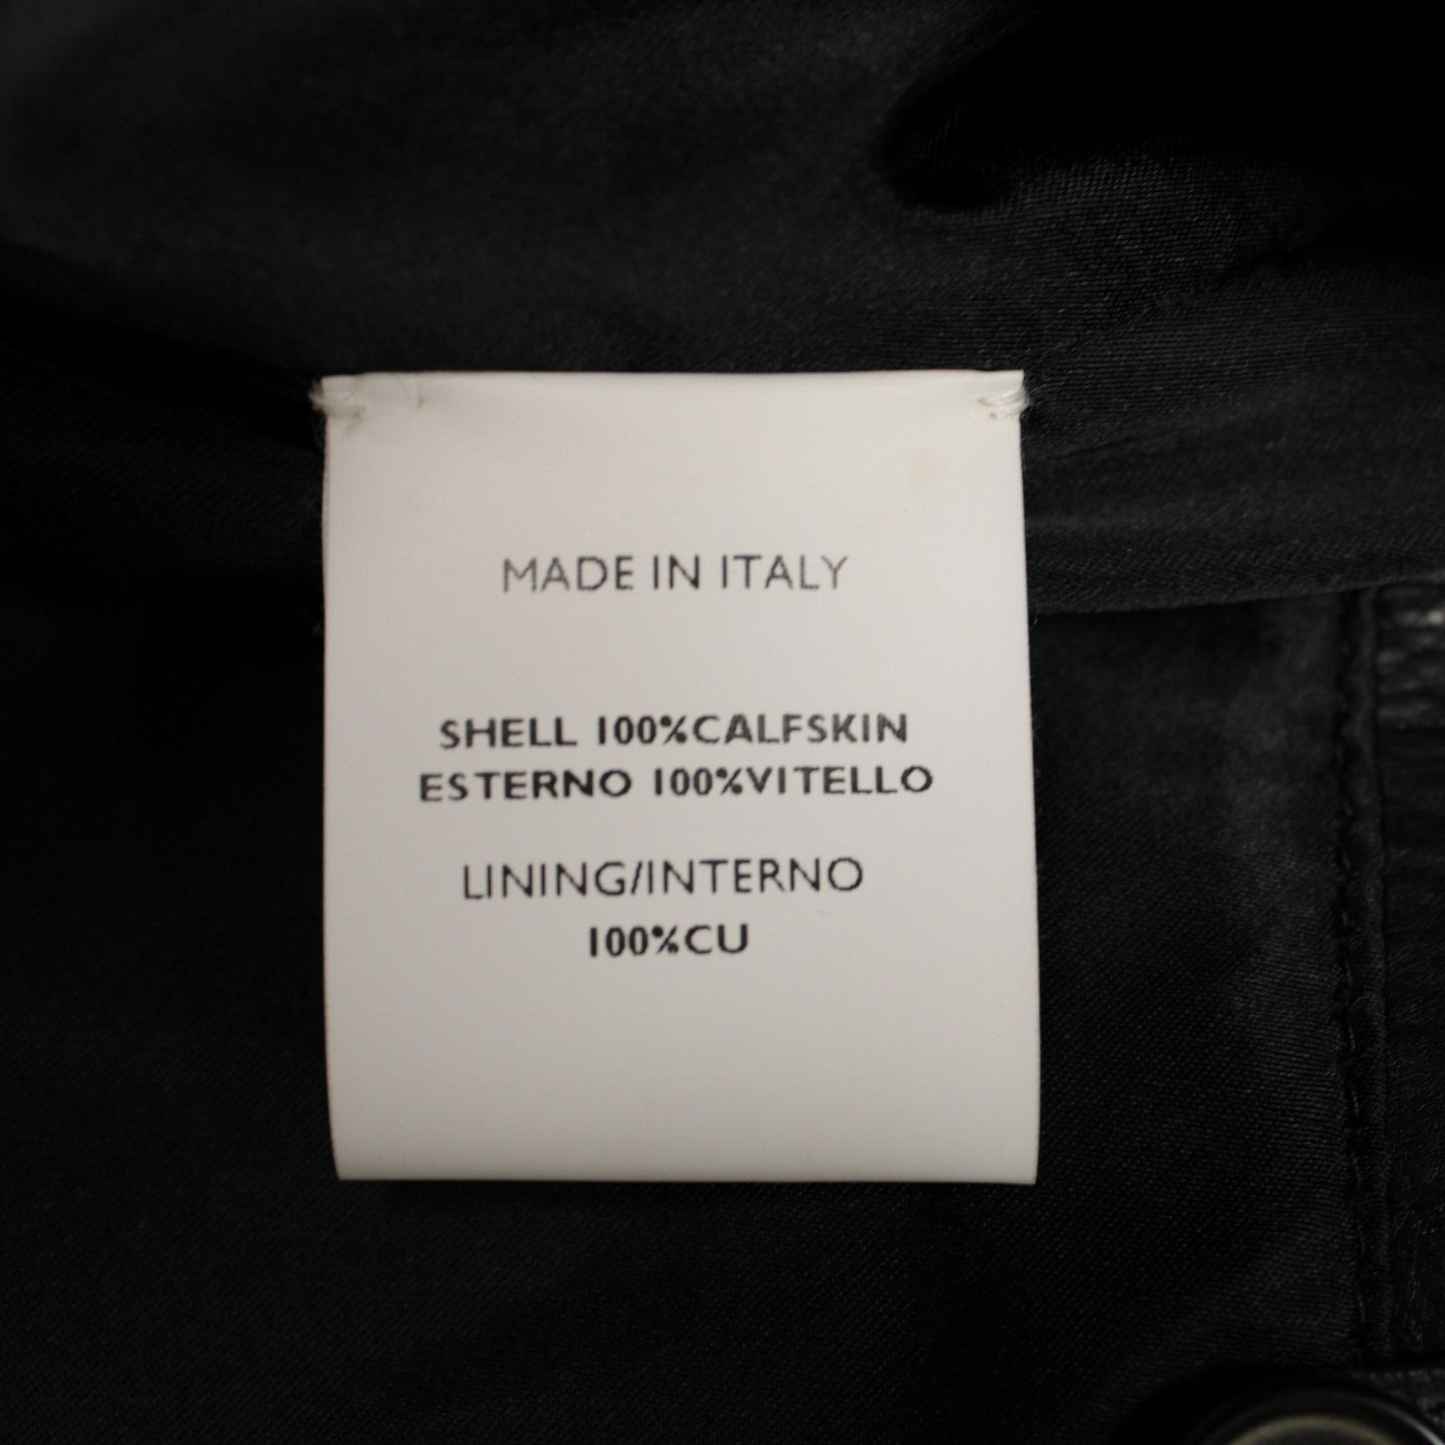 MADE IN ITALY
SHELL 100%CALFSKIN
ESTERNO 100%VITELLO
LINING/INTERNO
100%CU